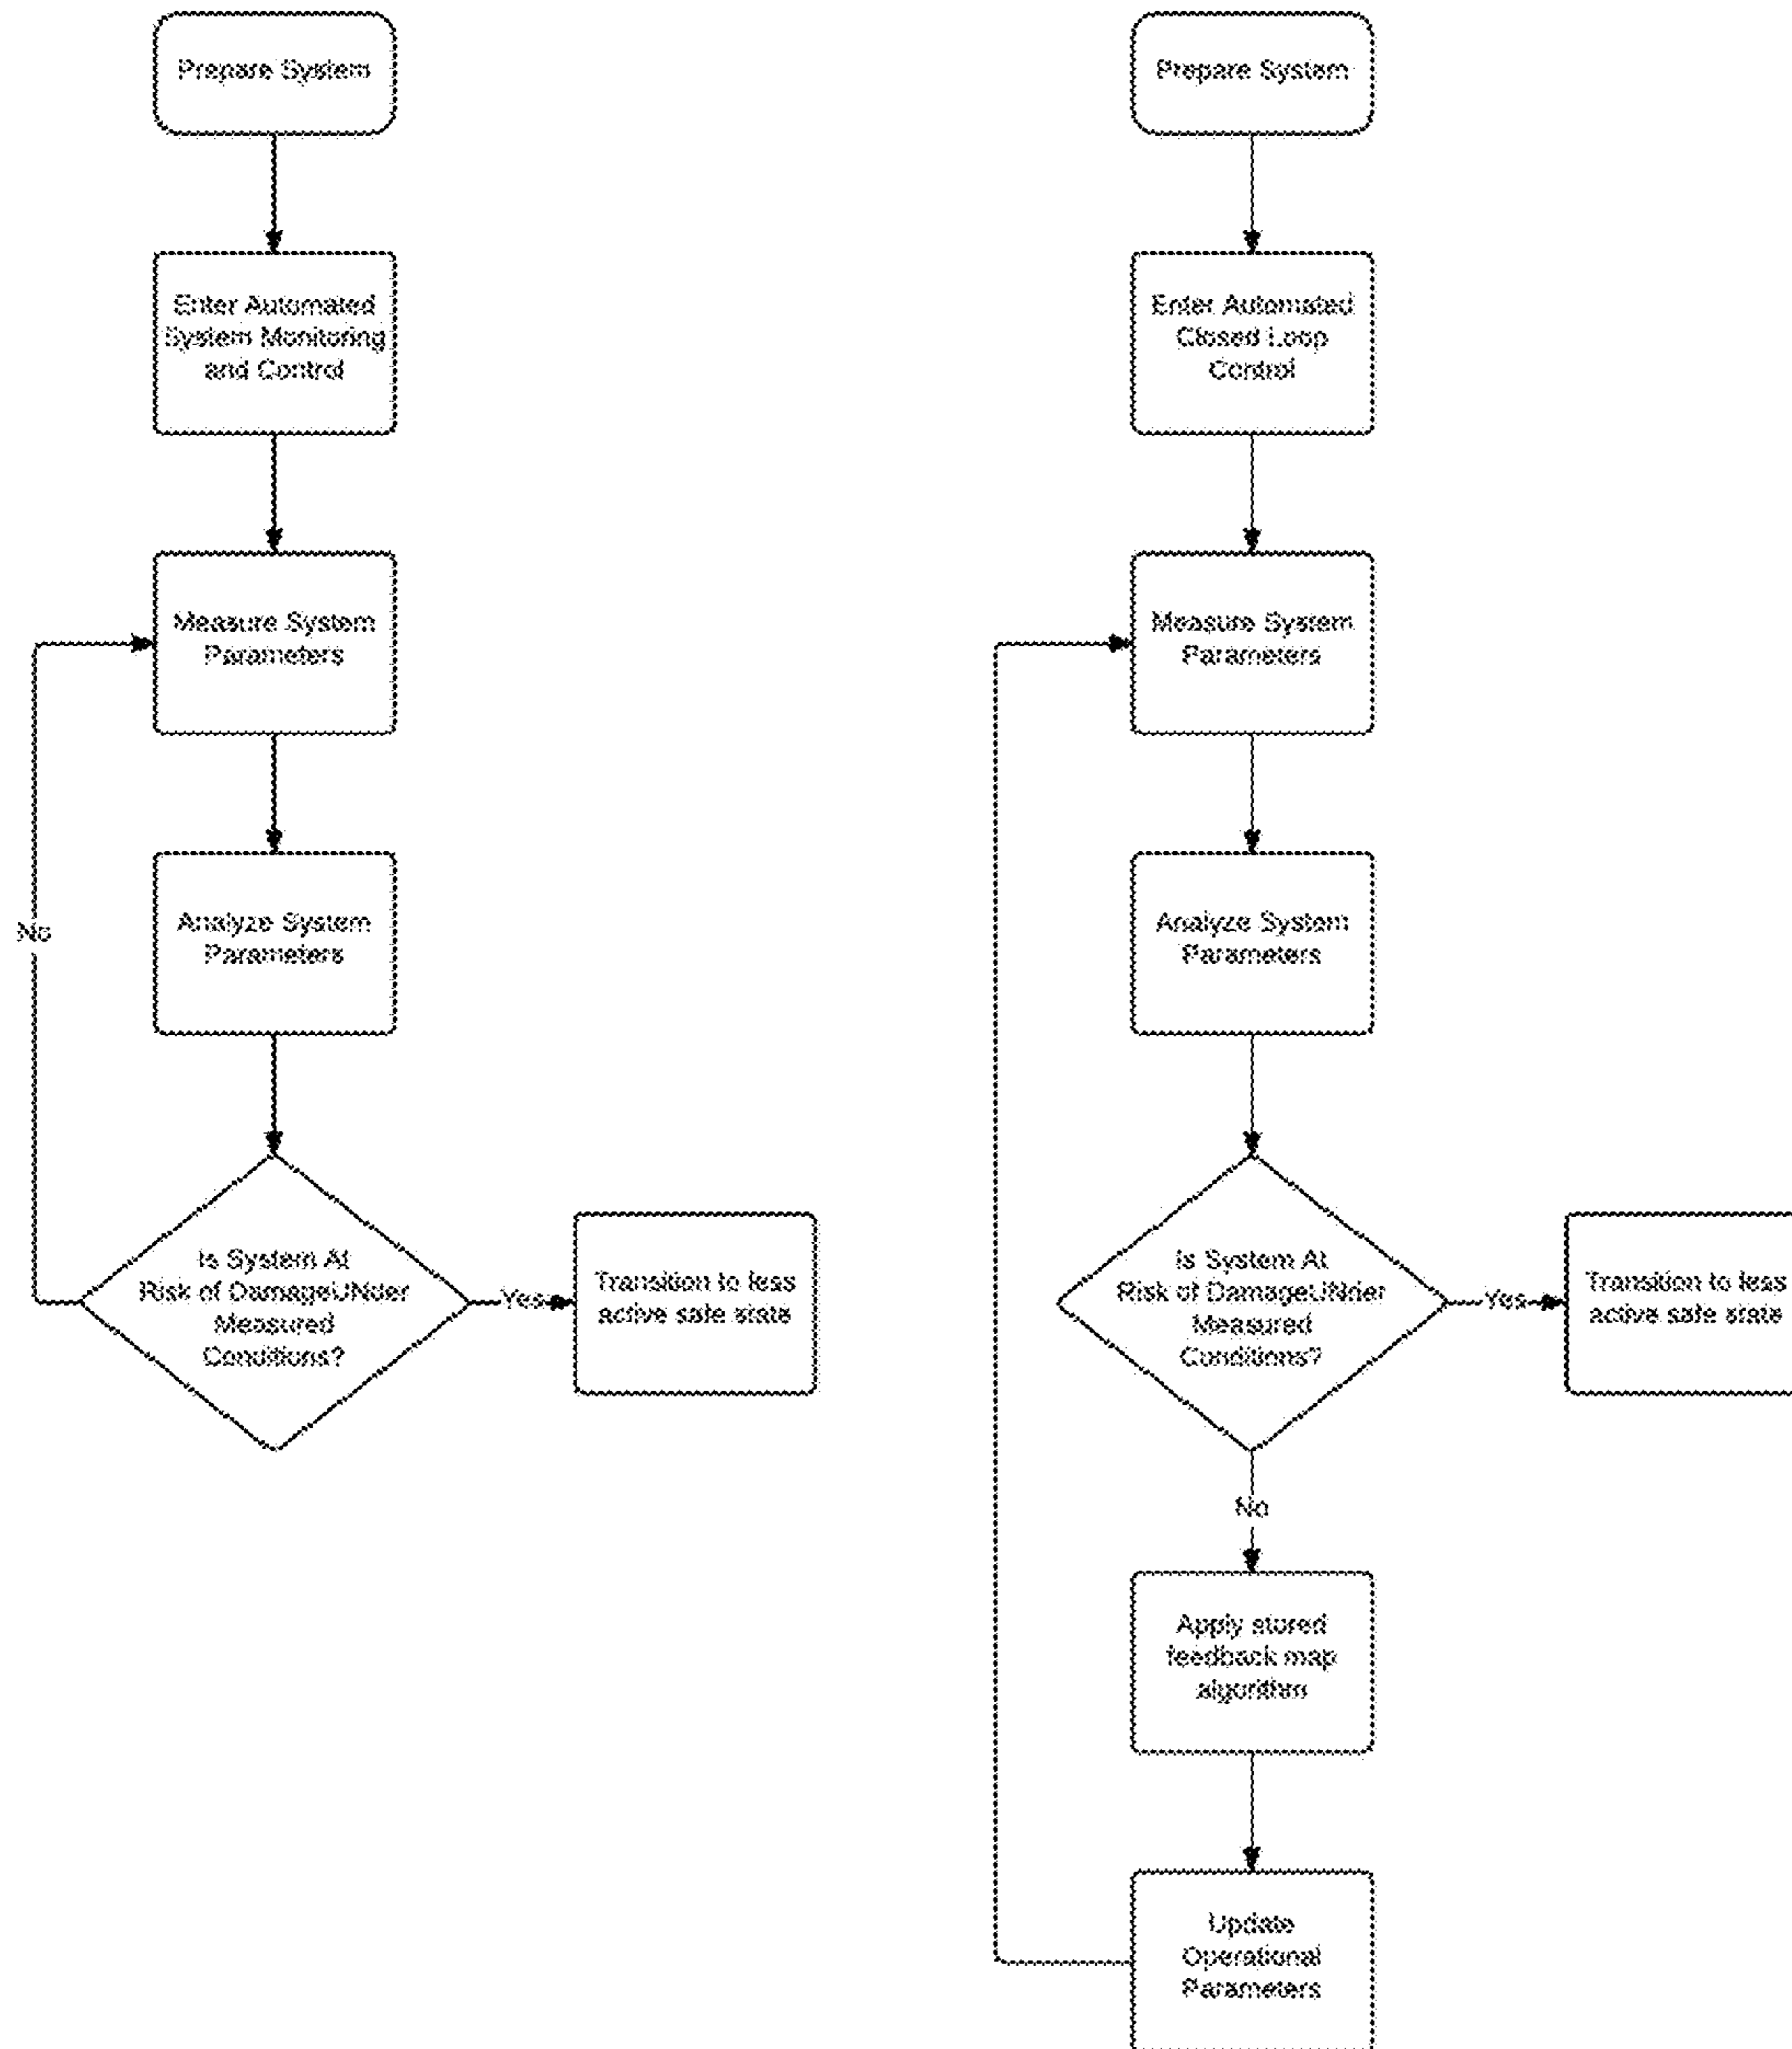 Prepare System
Enter Automated
System Monitoring
and Control
Measure System
Parameters
Analyze System
Parameters
No
Is System At
Risk of DamageUNder
Measured
Conditions?
Yes
Transition to less
active safe state
Prepare System
Enter Automated
Closed Loop
Control
Measure System
Parameters
Analyze System
Parameters
Is System At
Risk of DamageUNder
Measured
Conditions?
Yes
Transition to less
active safe state
No
Apply stored
feedback map
algorithm
Update
Operational
Parameters